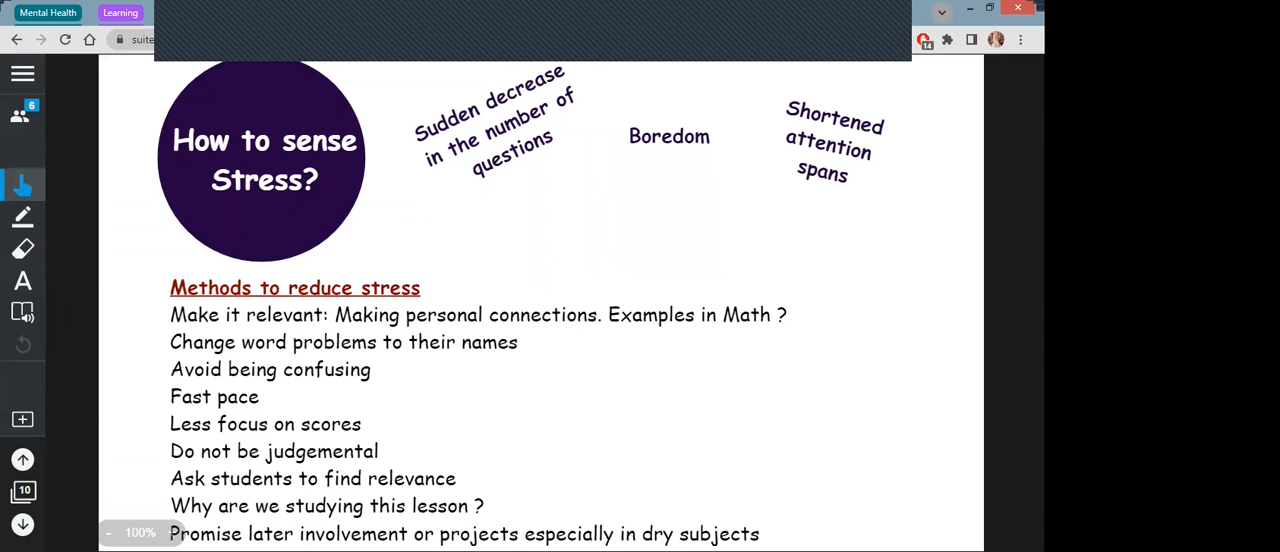 Mental Health
Learning
suite
14
6
How to sense
Stress?
Sudden decrease
in the number of
questions
Boredom
Shortened
attention
spans
Methods to reduce stress
Make it relevant: Making personal connections. Examples in Math ?
Change word problems to their names
Avoid being confusing
Fast pace
Less focus on scores
Do not be judgemental
Ask students to find relevance
Why are we studying this lesson ?
Promise later involvement or projects especially in dry subjects
A
10
- 100% +